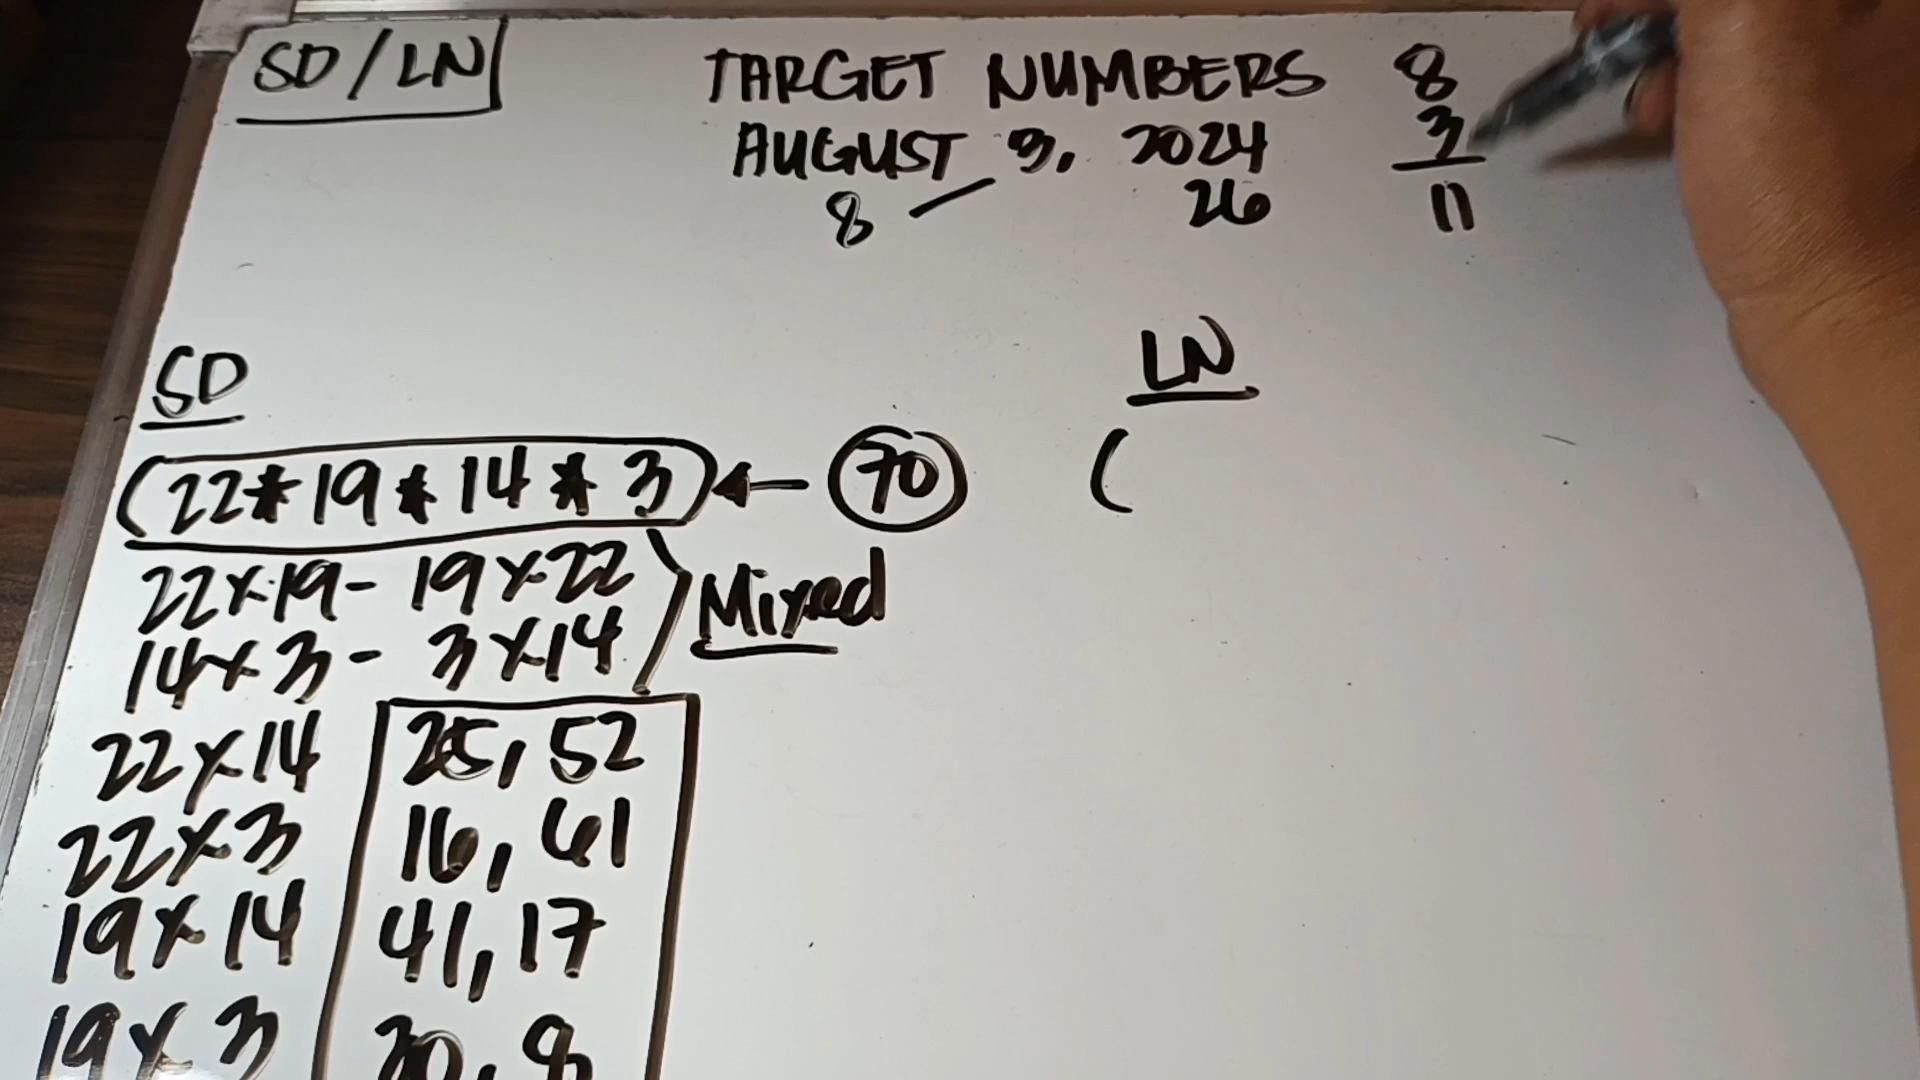 SD/LN
TARGET NUMBERS
AUGUST 3, 2024
8 26
8
3
11
SD
(22*19*14*3) 70
22x19- 19x22
14x3- 3x14
Mixed
22x14 25, 52
22x3 16, 61
19x14 41, 17
19x3
LN
(